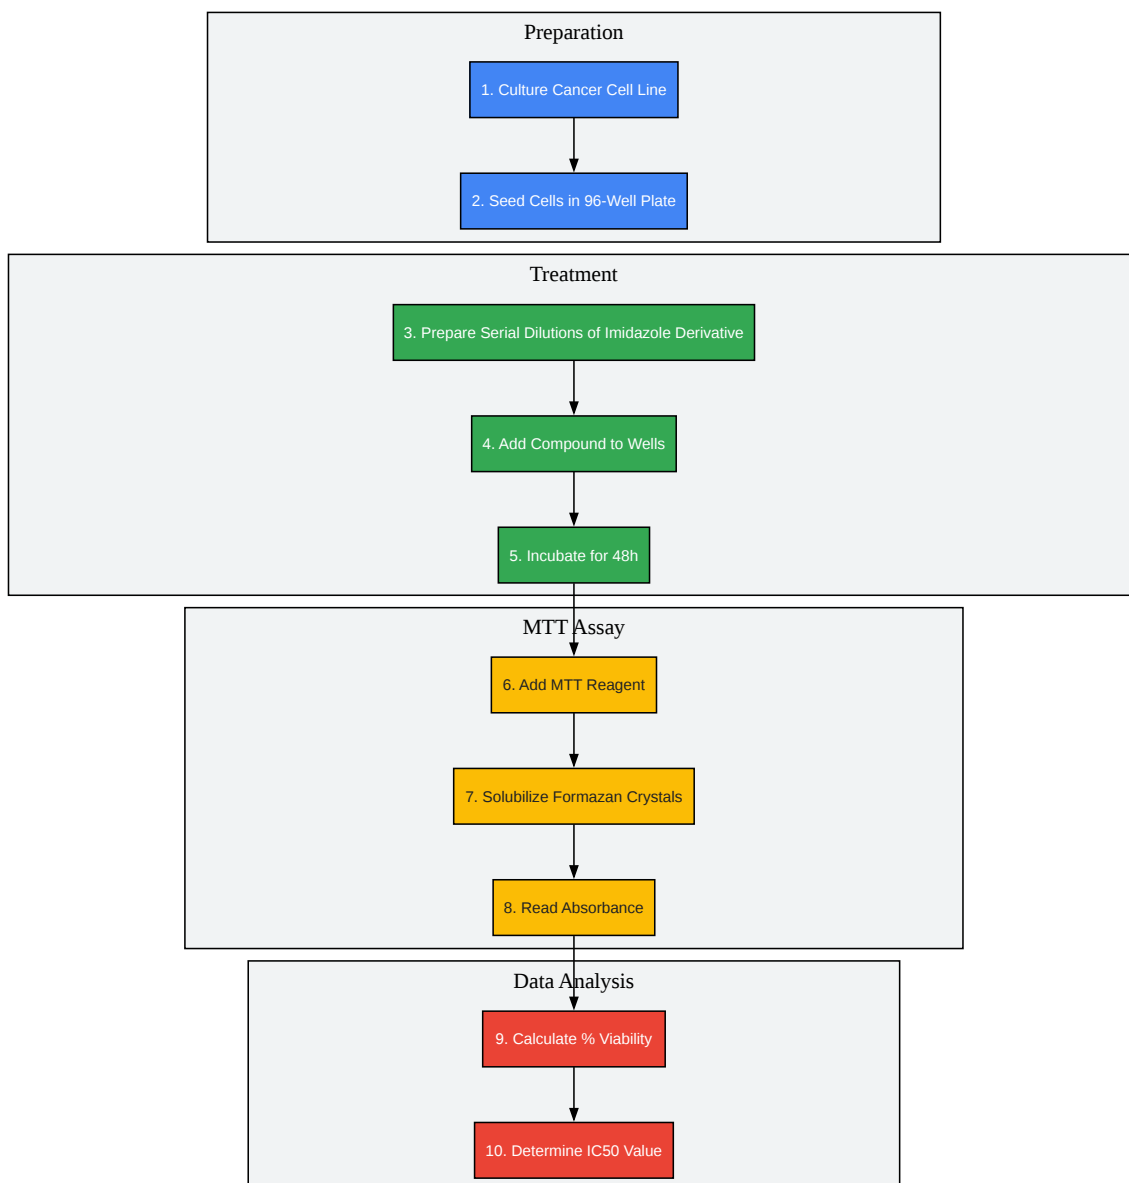 Preparation
1. Culture Cancer Cell Line
2. Seed Cells in 96-Well Plate
Treatment
3. Prepare Serial Dilutions of Imidazole Derivative
4. Add Compound to Wells
5. Incubate for 48h
MTT Assay
6. Add MTT Reagent
7. Solubilize Formazan Crystals
8. Read Absorbance
Data Analysis
9. Calculate % Viability
10. Determine IC50 Value